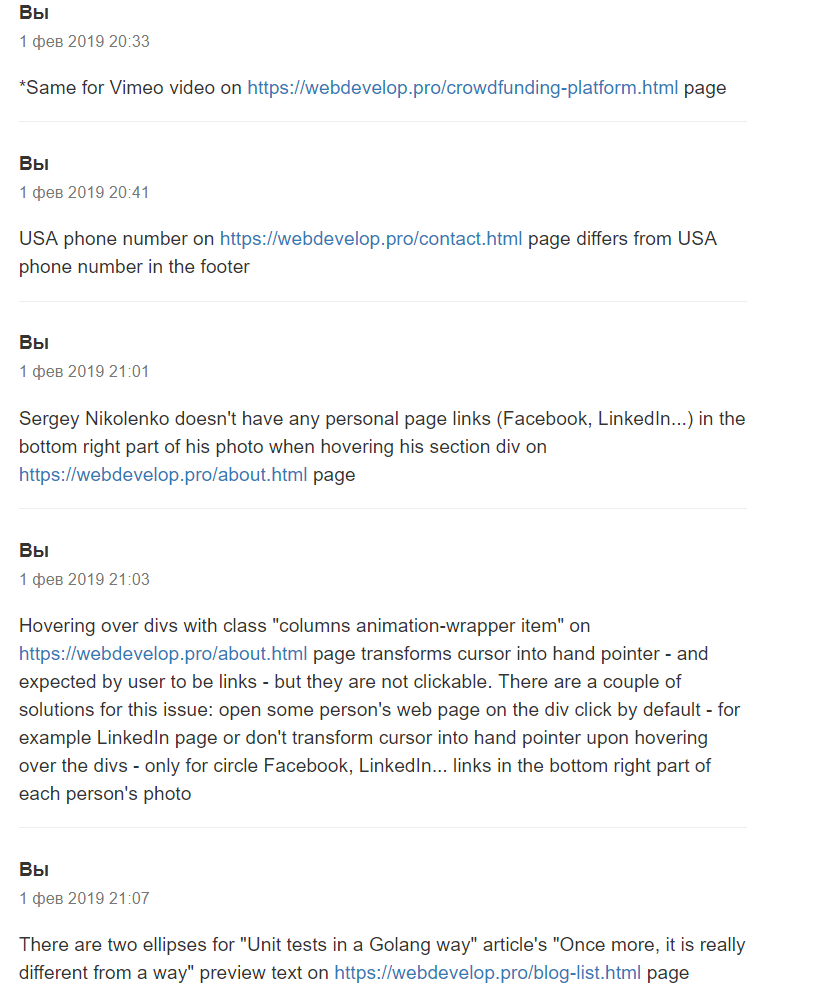 Вы
1 фев 2019 20:33
*Same for Vimeo video on https://webdevelop.pro/crowdfunding-platform.html page
Вы
1 фев 2019 20:41
USA phone number on https://webdevelop.pro/contact.html page differs from USA
phone number in the footer
Вы
1 фев 2019 21:01
Sergey Nikolenko doesn't have any personal page links (Facebook, LinkedIn...) in the
bottom right part of his photo when hovering his section div on
https://webdevelop.pro/about.html page
Вы
1 фев 2019 21:03
Hovering over divs with class "columns animation-wrapper item" on
https://webdevelop.pro/about.html page transforms cursor into hand pointer - and
expected by user to be links - but they are not clickable. There are a couple of
solutions for this issue: open some person's web page on the div click by default - for
example LinkedIn page or don't transform cursor into hand pointer upon hovering
over the divs - only for circle Facebook, LinkedIn... links in the bottom right part of
each person's photo
Вы
1 фев 2019 21:07
There are two ellipses for "Unit tests in a Golang way" article's "Once more, it is really
different from a way" preview text on https://webdevelop.pro/blog-list.html page